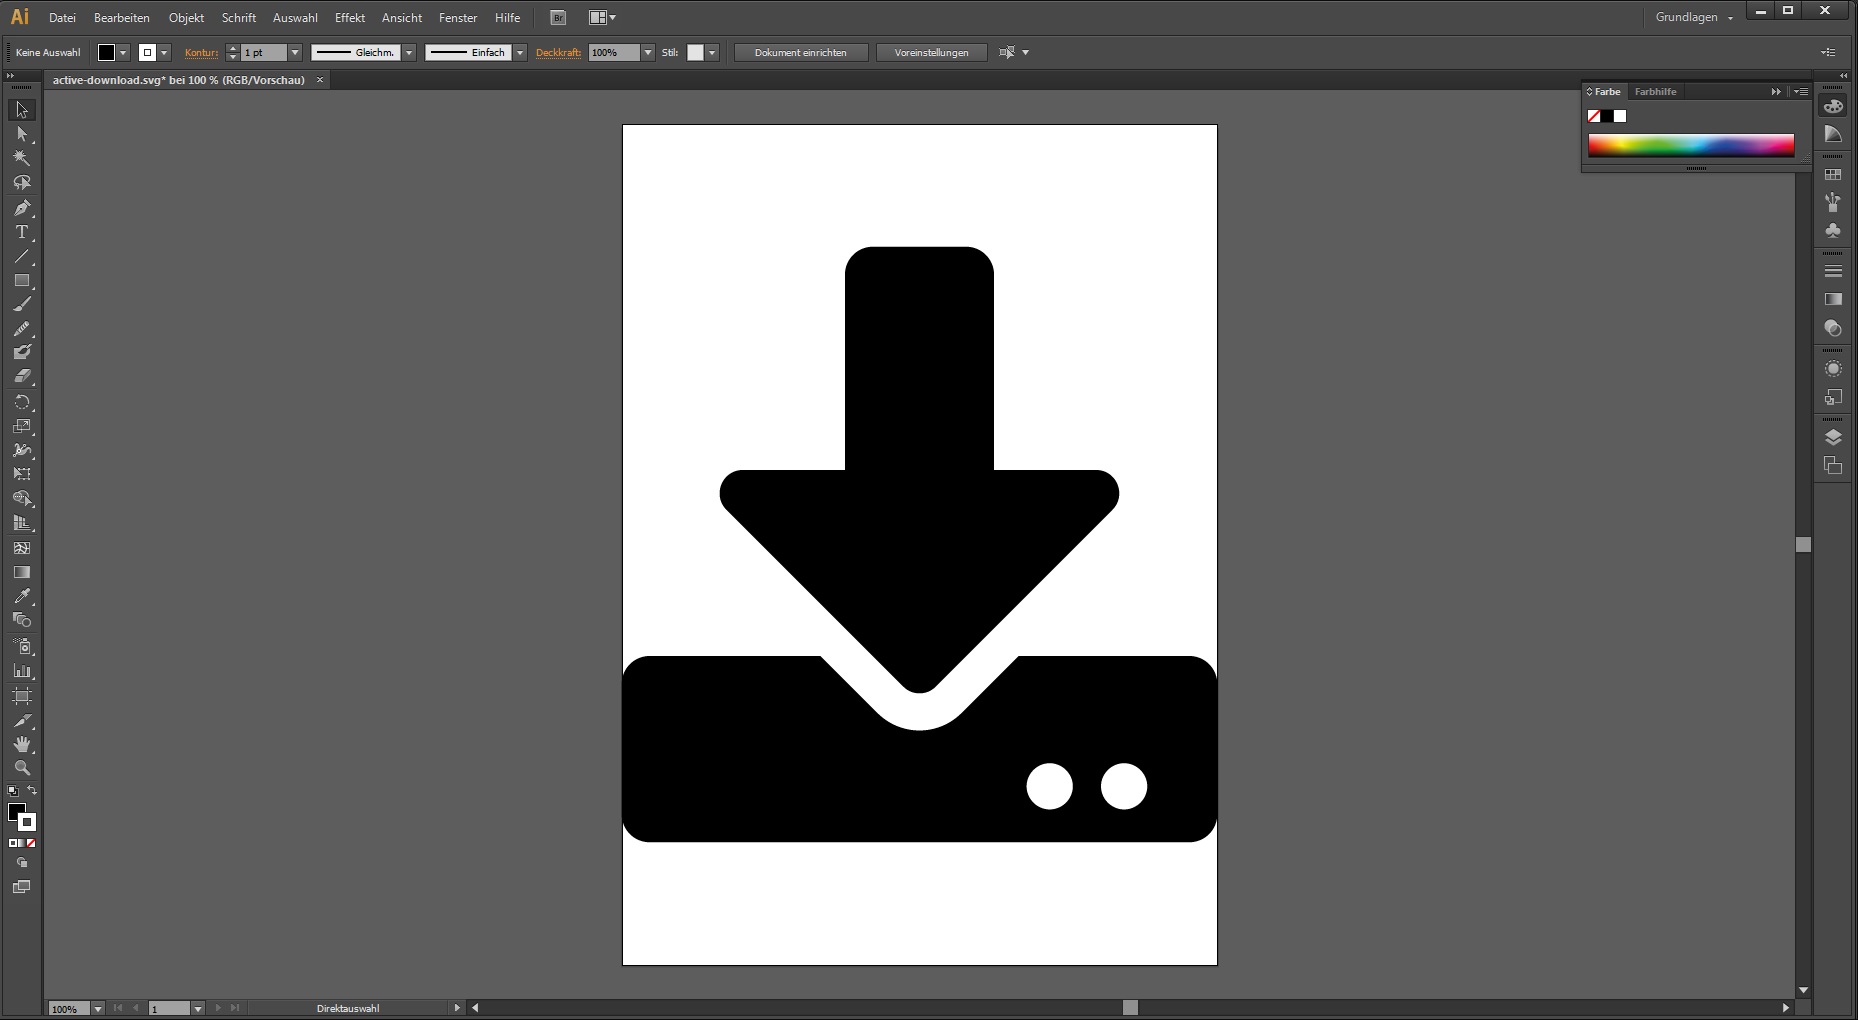 Ai Datei Bearbeiten Objekt Schrift Auswahl Effekt Ansicht Fenster Hilfe Br Grundlagen
Keine Auswahl Kontur: 1 pt Gleichm. Einfach Deckkraft: 100% Stil: Dokument einrichten Voreinstellungen
active-download.svg* bei 100 % (RGB/Vorschau)
Farbe Farbhilfe
100% 1 Direktauswahl